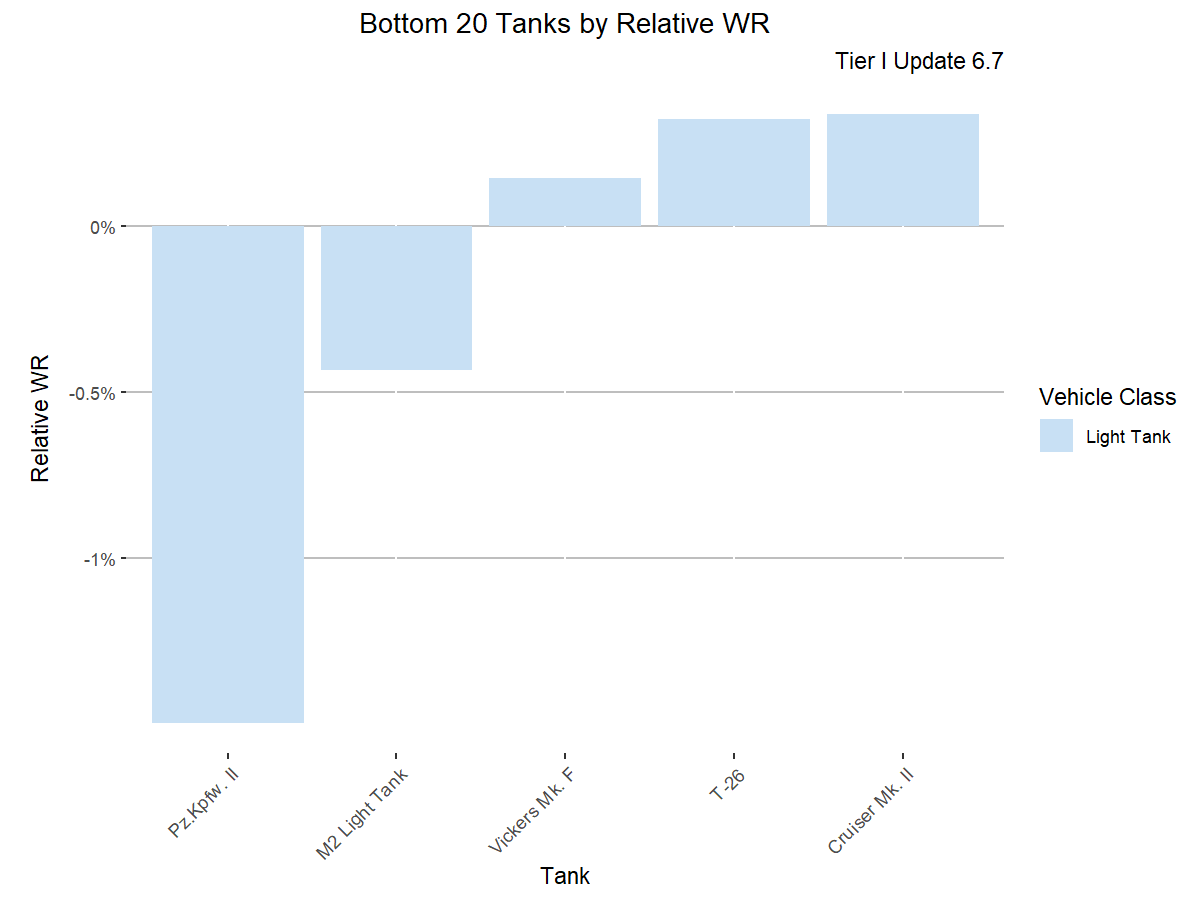 Bottom 20 Tanks by Relative WR
Tier I Update 6.7
0%
-0.5%
-1%
Relative WR
Pz.Kpfw. II
M2 Light Tank
Vickers Mk. F
T-26
Cruiser Mk. II
Tank
Vehicle Class
Light Tank